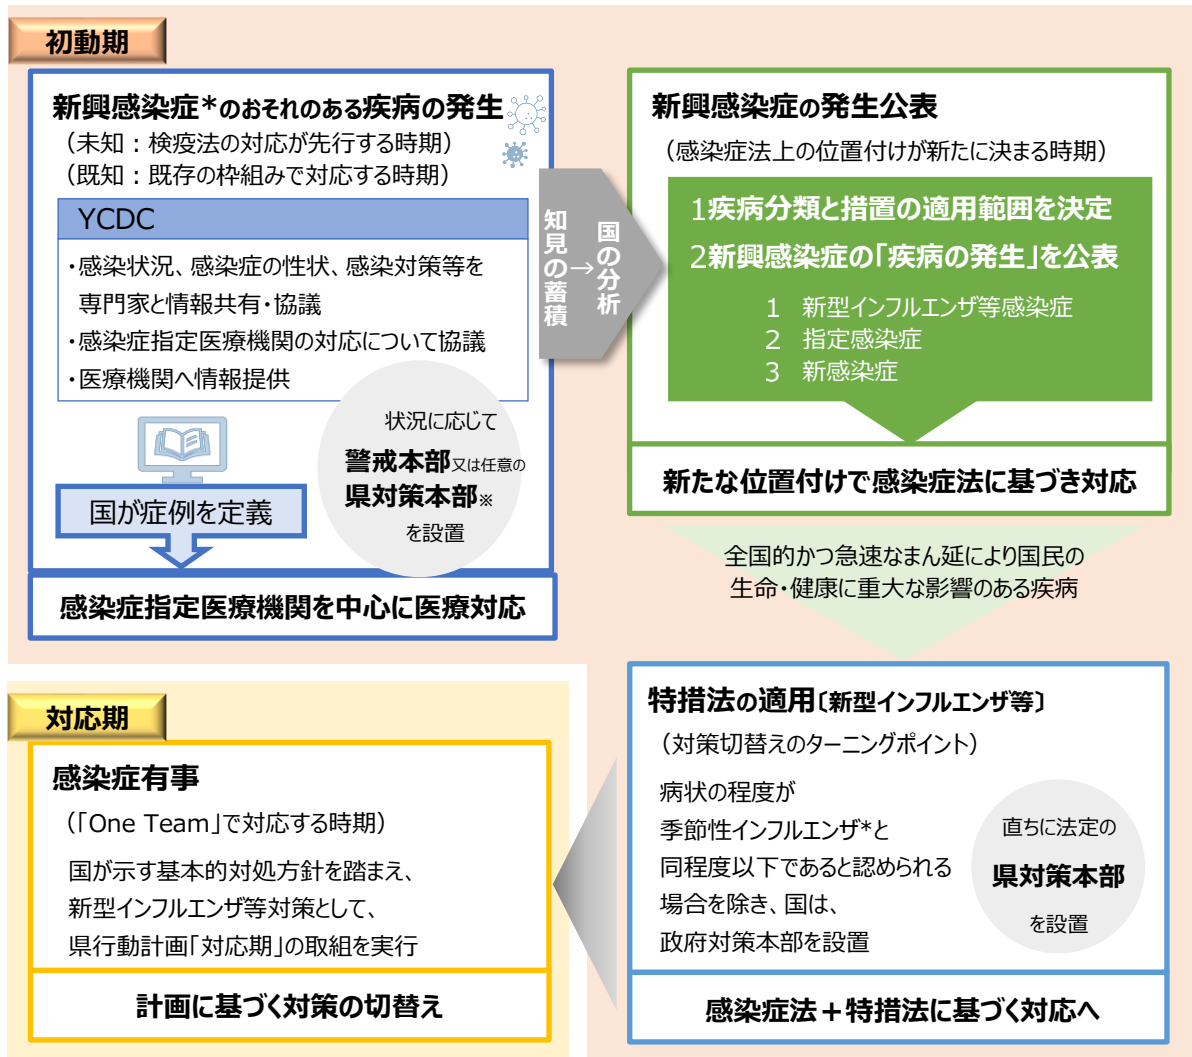 初動期
新興感染症*のおそれのある疾病の発生
（未知：検疫法の対応が先行する時期）
（既知：既存の枠組みで対応する時期）
YCDC
・感染状況、感染症の性状、感染対策等を
専門家と情報共有・協議
・感染症指定医療機関の対応について協議
・医療機関へ情報提供
状況に応じて
警戒本部又は任意の
県対策本部※
を設置
国が症例を定義
感染症指定医療機関を中心に医療対応
知見の蓄積
→
国の分析
新興感染症の発生公表
（感染症法上の位置付けが新たに決まる時期）
1疾病分類と措置の適用範囲を決定
2新興感染症の「疾病の発生」を公表
1 新型インフルエンザ等感染症
2 指定感染症
3 新感染症
新たな位置付けで感染症法に基づき対応
全国的かつ急速なまん延により国民の
生命・健康に重大な影響のある疾病
特措法の適用〔新型インフルエンザ等〕
（対策切替えのターニングポイント）
病状の程度が
季節性インフルエンザ*と
同程度以下であると認められる
場合を除き、国は、
政府対策本部を設置
直ちに法定の
県対策本部
を設置
感染症法＋特措法に基づく対応へ
対応期
感染症有事
（「One Team」で対応する時期）
国が示す基本的対処方針を踏まえ、
新型インフルエンザ等対策として、
県行動計画「対応期」の取組を実行
計画に基づく対策の切替え